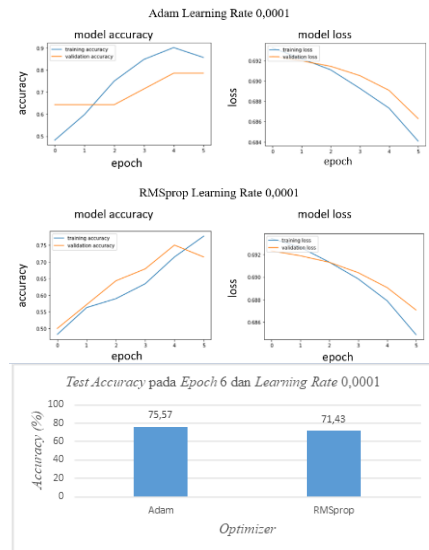 Adam Learning Rate 0,0001
model accuracy
model loss
training accuracy
validation accuracy
training loss
validation loss
accuracy
0.9
0.8
0.7
0.6
0.5
0 1 2 3 4 5
epoch
loss
0.692
0.690
0.688
0.686
0.684
0 1 2 3 4 5
epoch
RMSprop Learning Rate 0,0001
model accuracy
model loss
training accuracy
validation accuracy
training loss
validation loss
accuracy
0.75
0.70
0.65
0.60
0.55
0.50
0 1 2 3 4 5
epoch
loss
0.692
0.690
0.688
0.686
0 1 2 3 4 5
epoch
Test Accuracy pada Epoch 6 dan Learning Rate 0,0001
Accuracy (%)
100
80
60
40
20
0
75,57
71,43
Adam
RMSprop
Optimizer